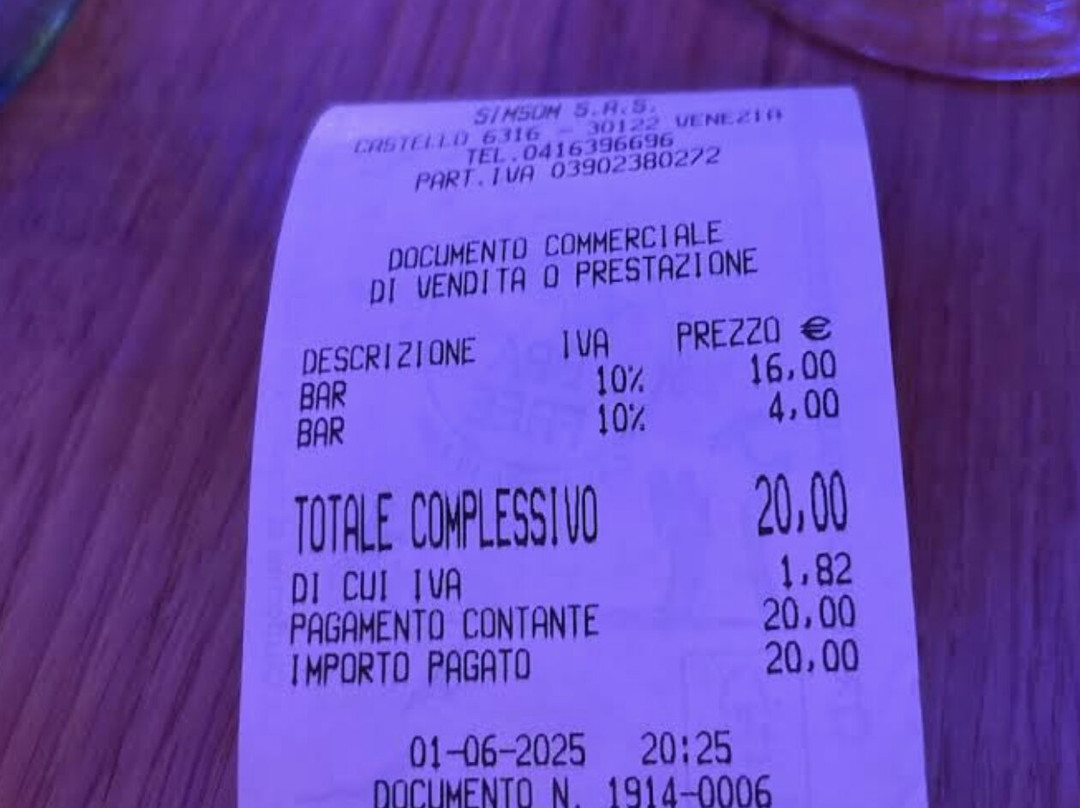 SIMSOM S.A.S.
CASTELLO 6316 - 30122 VENEZIA
TEL.0416396696
PART.IVA 03902380272
DOCUMENTO COMMERCIALE
DI VENDITA O PRESTAZIONE
DESCRIZIONE IVA PREZZO €
BAR 10% 16,00
BAR 10% 4,00
TOTALE COMPLESSIVO 20,00
DI CUI IVA 1,82
PAGAMENTO CONTANTE 20,00
IMPORTO PAGATO 20,00
01-06-2025 20:25
DOCUMENTO N. 1914-0006